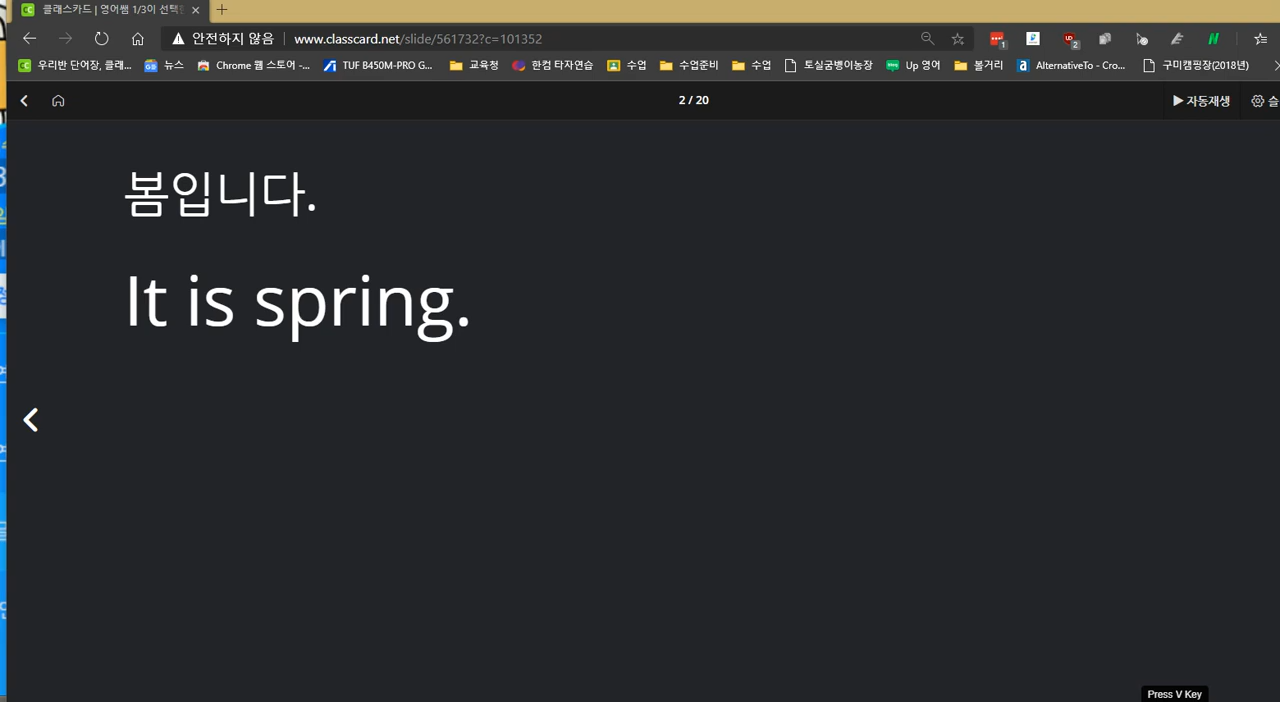 클래스카드 | 영어쌤 1/3이 선택
안전하지 않음 www.classcard.net/slide/561732?c=101352
우리반 단어장, 클래... 뉴스 Chrome 웹 스토어 -... TUF B450M-PRO G... 교육청 한컴 타자연습 수업 수업준비 수업 토실굼벵이농장 Up 영어 볼거리 AlternativeTo - Cro... 구미캠핑장(2018년)
2 / 20 자동재생 슬
봄입니다.
It is spring.
Press V Key